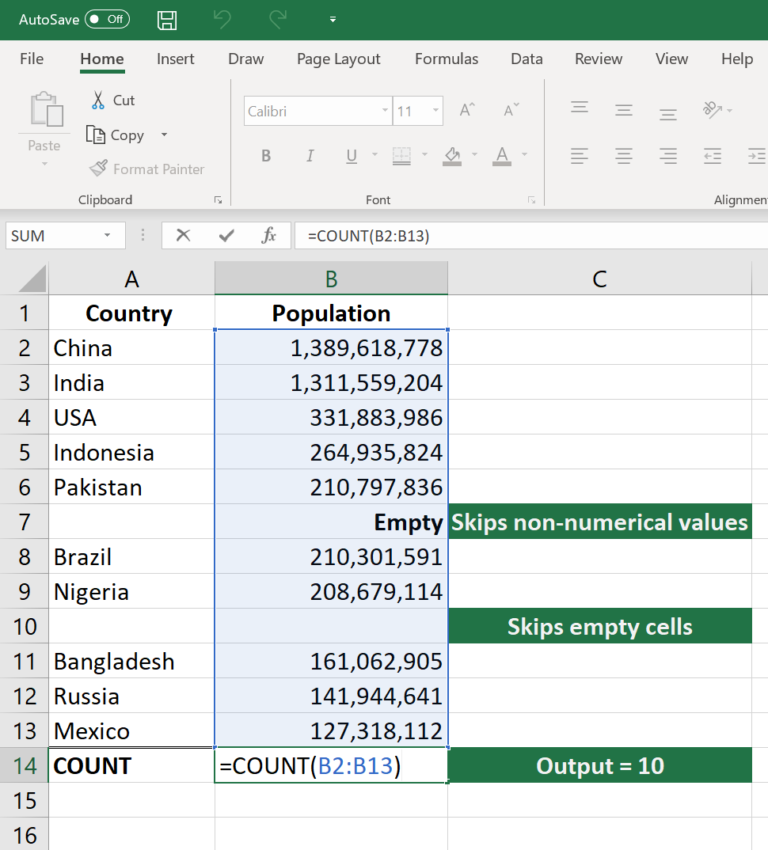 AutoSave Off
File Home Insert Draw Page Layout Formulas Data Review View Help
Paste
Cut
Copy
Format Painter
Calibri 11
B I U A
Clipboard Font Alignmen
SUM fx =COUNT(B2:B13)
A B C
1 Country Population
2 China 1,389,618,778
3 India 1,311,559,204
4 USA 331,883,986
5 Indonesia 264,935,824
6 Pakistan 210,797,836
7 Empty Skips non-numerical values
8 Brazil 210,301,591
9 Nigeria 208,679,114
10 Skips empty cells
11 Bangladesh 161,062,905
12 Russia 141,944,641
13 Mexico 127,318,112
14 COUNT =COUNT(B2:B13) Output = 10
15
16